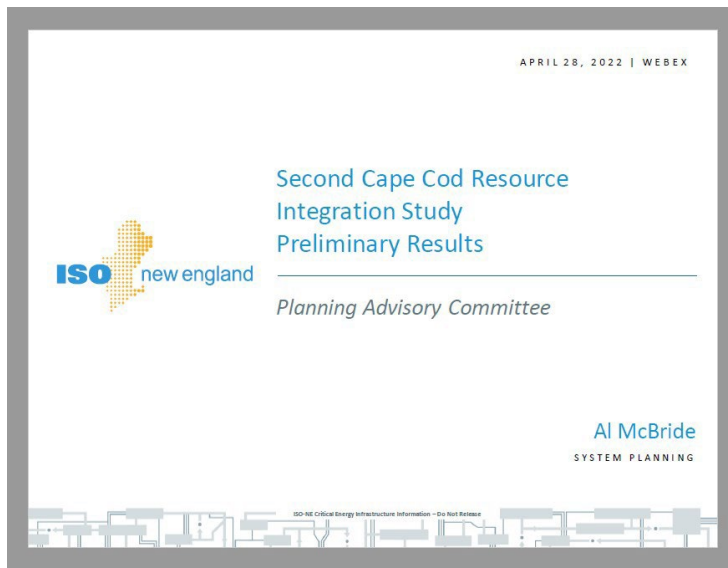 APRIL 28, 2022 | WEBEX
Second Cape Cod Resource
Integration Study
Preliminary Results
ISO new england
Planning Advisory Committee
Al McBride
SYSTEM PLANNING
ISO-NE Critical Energy Infrastructure Information – Do Not Release